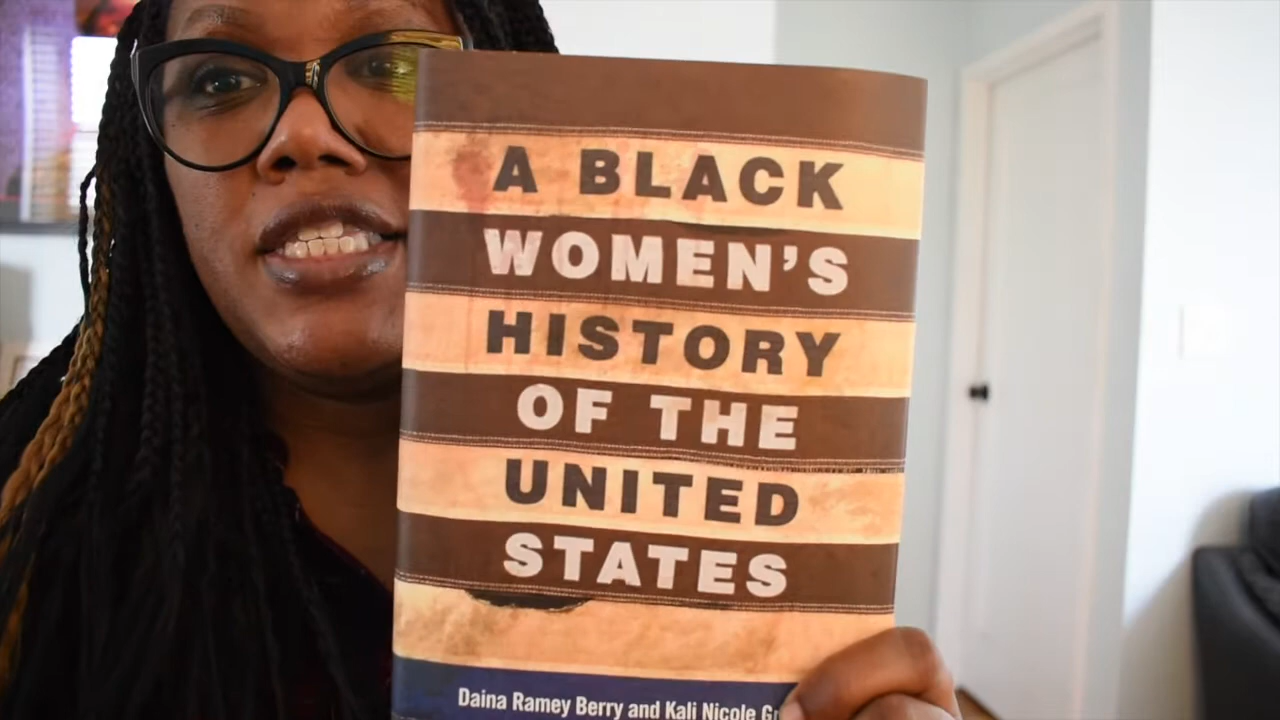 A BLACK
WOMEN'S
HISTORY
OF THE
UNITED
STATES
Daina Ramey Berry and Kali Nicole